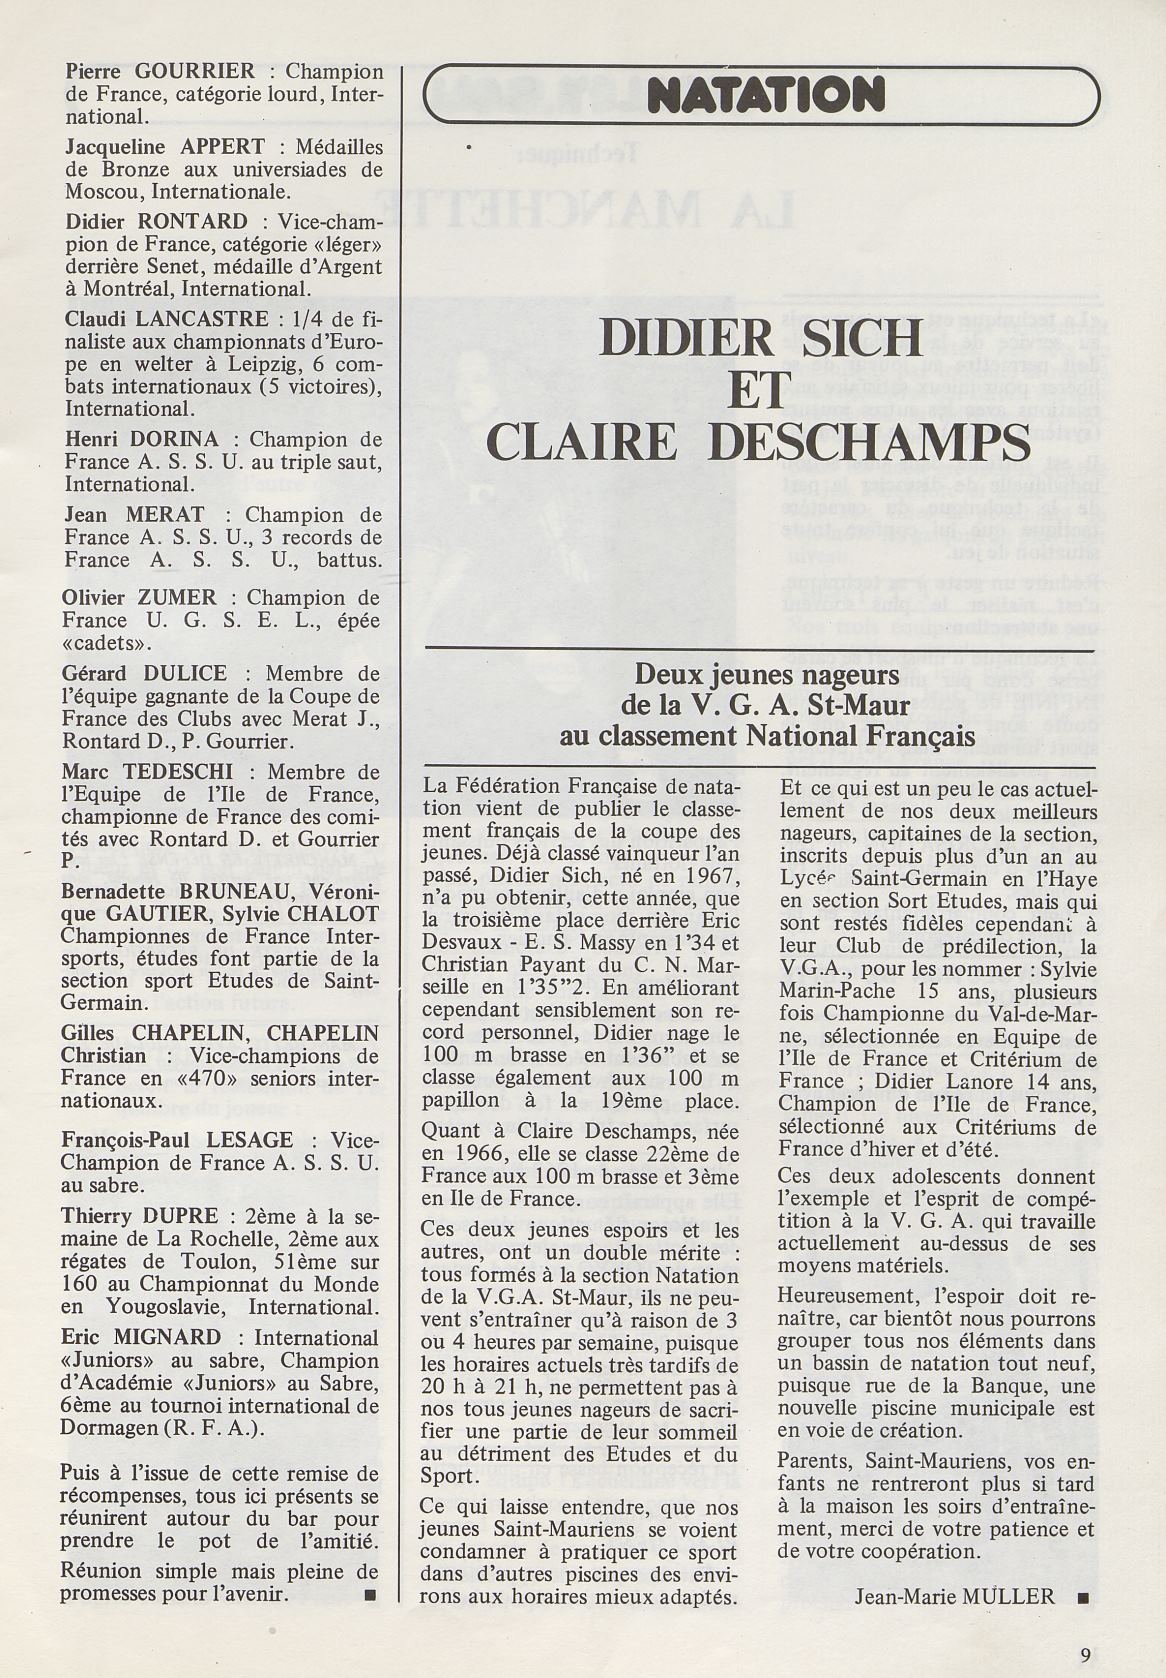 Pierre GOURRIER : Champion
de France, catégorie lourd, Inter-
national.
Jacqueline APPERT : Médailles
de Bronze aux universiades de
Moscou, Internationale.
Didier RONTARD : Vice-cham-
pion de France, catégorie «léger»
derrière Senet, médaille d'Argent
à Montréal, International.
Claudi LANCASTRE : 1/4 de fi-
naliste aux championnats d'Euro-
pe en welter à Leipzig, 6 com-
bats internationaux (5 victoires),
International.
Henri DORINA : Champion de
France A. S. S. U. au triple saut,
International.
Jean MERAT : Champion de
France A. S. S. U., 3 records de
France A. S. S. U., battus.
Olivier ZUMER : Champion de
France U. G. S. E. L., épée
«cadets».
Gérard DULICE : Membre de
l'équipe gagnante de la Coupe de
France des Clubs avec Merat J.,
Rontard D., P. Gourrier.
Marc TEDESCHI : Membre de
l'Equipe de l'Ile de France,
championne de France des comi-
tés avec Rontard D. et Gourrier
P.
Bernadette BRUNEAU, Véroni-
que GAUTIER, Sylvie CHALOT
Championnes de France Inter-
sports, études font partie de la
section sport Etudes de Saint-
Germain.
Gilles CHAPELIN, CHAPELIN
Christian : Vice-champions de
France en «470» seniors inter-
nationaux.
François-Paul LESAGE : Vice-
Champion de France A. S. S. U.
au sabre.
Thierry DUPRE : 2ème à la se-
maine de La Rochelle, 2ème aux
régates de Toulon, 51ème sur
160 au Championnat du Monde
en Yougoslavie, International.
Eric MIGNARD : International
«Juniors» au sabre, Champion
d'Académie «Juniors» au Sabre,
6ème au tournoi international de
Dormagen (R. F. A.).
Puis à l'issue de cette remise de
récompenses, tous ici présents se
réunirent autour du bar pour
prendre le pot de l'amitié.
Réunion simple mais pleine de
promesses pour l'avenir. ■
NATATION
DIDIER SICH
ET
CLAIRE DESCHAMPS
Deux jeunes nageurs
de la V. G. A. St-Maur
au classement National Français
La Fédération Française de nata-
tion vient de publier le classe-
ment français de la coupe des
jeunes. Déjà classé vainqueur l'an
passé, Didier Sich, né en 1967,
n'a pu obtenir, cette année, que
la troisième place derrière Eric
Desvaux - E. S. Massy en 1'34 et
Christian Payant du C. N. Mar-
seille en 1'35"2. En améliorant
cependant sensiblement son re-
cord personnel, Didier nage le
100 m brasse en 1'36" et se
classe également aux 100 m
papillon à la 19ème place.
Quant à Claire Deschamps, née
en 1966, elle se classe 22ème de
France aux 100 m brasse et 3ème
en Ile de France.
Ces deux jeunes espoirs et les
autres, ont un double mérite :
tous formés à la section Natation
de la V.G.A. St-Maur, ils ne peu-
vent s'entraîner qu'à raison de 3
ou 4 heures par semaine, puisque
les horaires actuels très tardifs de
20 h à 21 h, ne permettent pas à
nos tous jeunes nageurs de sacri-
fier une partie de leur sommeil
au détriment des Etudes et du
Sport.
Ce qui laisse entendre, que nos
jeunes Saint-Mauriens se voient
condamner à pratiquer ce sport
dans d'autres piscines des envi-
rons aux horaires mieux adaptés.
Et ce qui est un peu le cas actuel-
lement de nos deux meilleurs
nageurs, capitaines de la section,
inscrits depuis plus d'un an au
Lycée Saint-Germain en l'Haye
en section Sort Etudes, mais qui
sont restés fidèles cependant à
leur Club de prédilection, la
V.G.A., pour les nommer : Sylvie
Marin-Pache 15 ans, plusieurs
fois Championne du Val-de-Mar-
ne, sélectionnée en Equipe de
l'Ile de France et Critérium de
France ; Didier Lanore 14 ans,
Champion de l'Ile de France,
sélectionné aux Critériums de
France d'hiver et d'été.
Ces deux adolescents donnent
l'exemple et l'esprit de compé-
tition à la V. G. A. qui travaille
actuellement au-dessus de ses
moyens matériels.
Heureusement, l'espoir doit re-
naître, car bientôt nous pourrons
grouper tous nos éléments dans
un bassin de natation tout neuf,
puisque rue de la Banque, une
nouvelle piscine municipale est
en voie de création.
Parents, Saint-Mauriens, vos en-
fants ne rentreront plus si tard
à la maison les soirs d'entraîne-
ment, merci de votre patience et
de votre coopération.
Jean-Marie MULLER ■
9